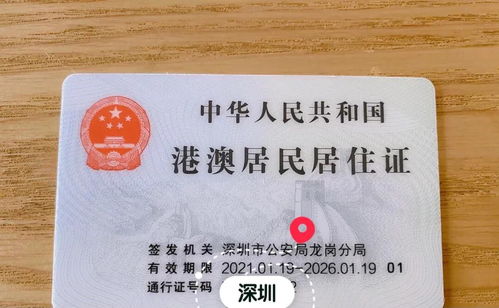 中华人民共和国
港澳居民居住证
签发机关 深圳市公安局龙岗分局
有效期限 2021.01.19-2026.01.19 01
通行证号码
深圳